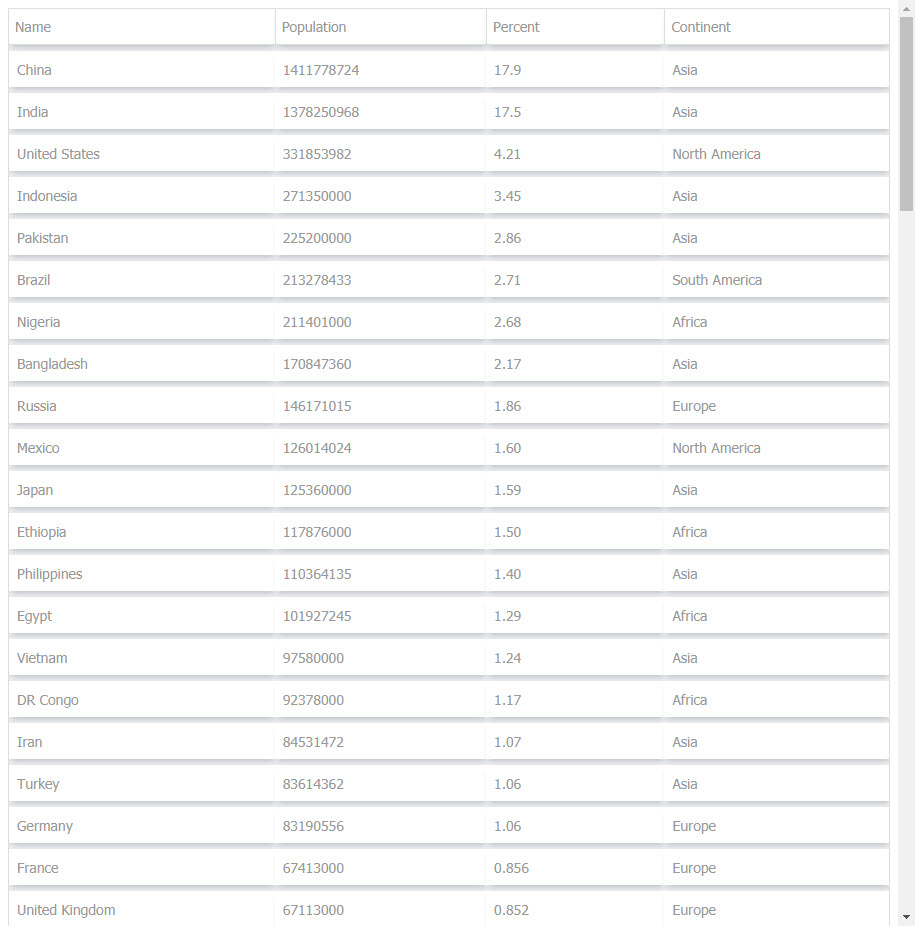 Name Population Percent Continent
China 1411778724 17.9 Asia
India 1378250968 17.5 Asia
United States 331853982 4.21 North America
Indonesia 271350000 3.45 Asia
Pakistan 225200000 2.86 Asia
Brazil 213278433 2.71 South America
Nigeria 211401000 2.68 Africa
Bangladesh 170847360 2.17 Asia
Russia 146171015 1.86 Europe
Mexico 126014024 1.60 North America
Japan 125360000 1.59 Asia
Ethiopia 117876000 1.50 Africa
Philippines 110364135 1.40 Asia
Egypt 101927245 1.29 Africa
Vietnam 97580000 1.24 Asia
DR Congo 92378000 1.17 Africa
Iran 84531472 1.07 Asia
Turkey 83614362 1.06 Asia
Germany 83190556 1.06 Europe
France 67413000 0.856 Europe
United Kingdom 67113000 0.852 Europe